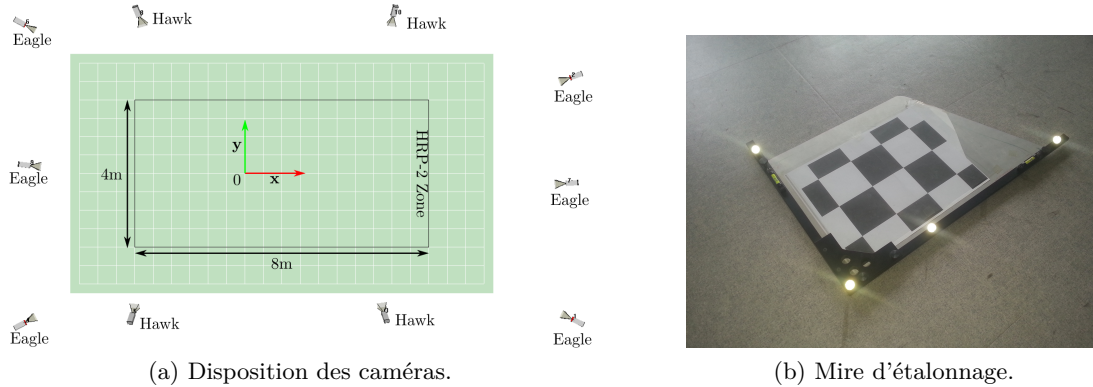 Hawk
Hawk
Eagle
Eagle
y
4m
0
x
HRP-2 Zone
Eagle
Eagle
8m
Hawk
Hawk
Eagle
Eagle
(a) Disposition des caméras.
(b) Mire d'étalonnage.